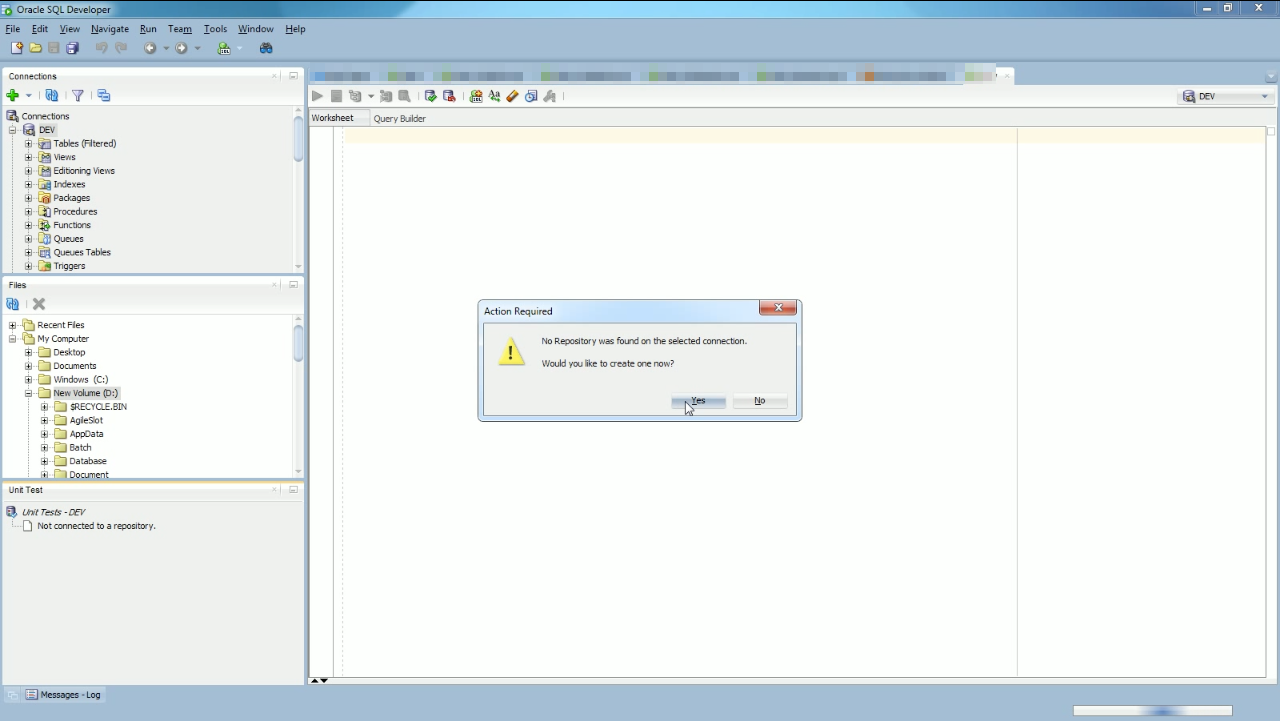 Oracle SQL Developer
File Edit View Navigate Run Team Tools Window Help
Connections
Connections
DEV
Tables (Filtered)
Views
Editioning Views
Indexes
Packages
Procedures
Functions
Queues
Queues Tables
Triggers
Files
Recent Files
My Computer
Desktop
Documents
Windows (C:)
New Volume (D:)
$RECYCLE.BIN
AgileSlot
AppData
Batch
Database
Document
Unit Test
Unit Tests - DEV
Not connected to a repository.
Messages - Log
DEV
Worksheet Query Builder
Action Required
No Repository was found on the selected connection.
Would you like to create one now?
Yes No